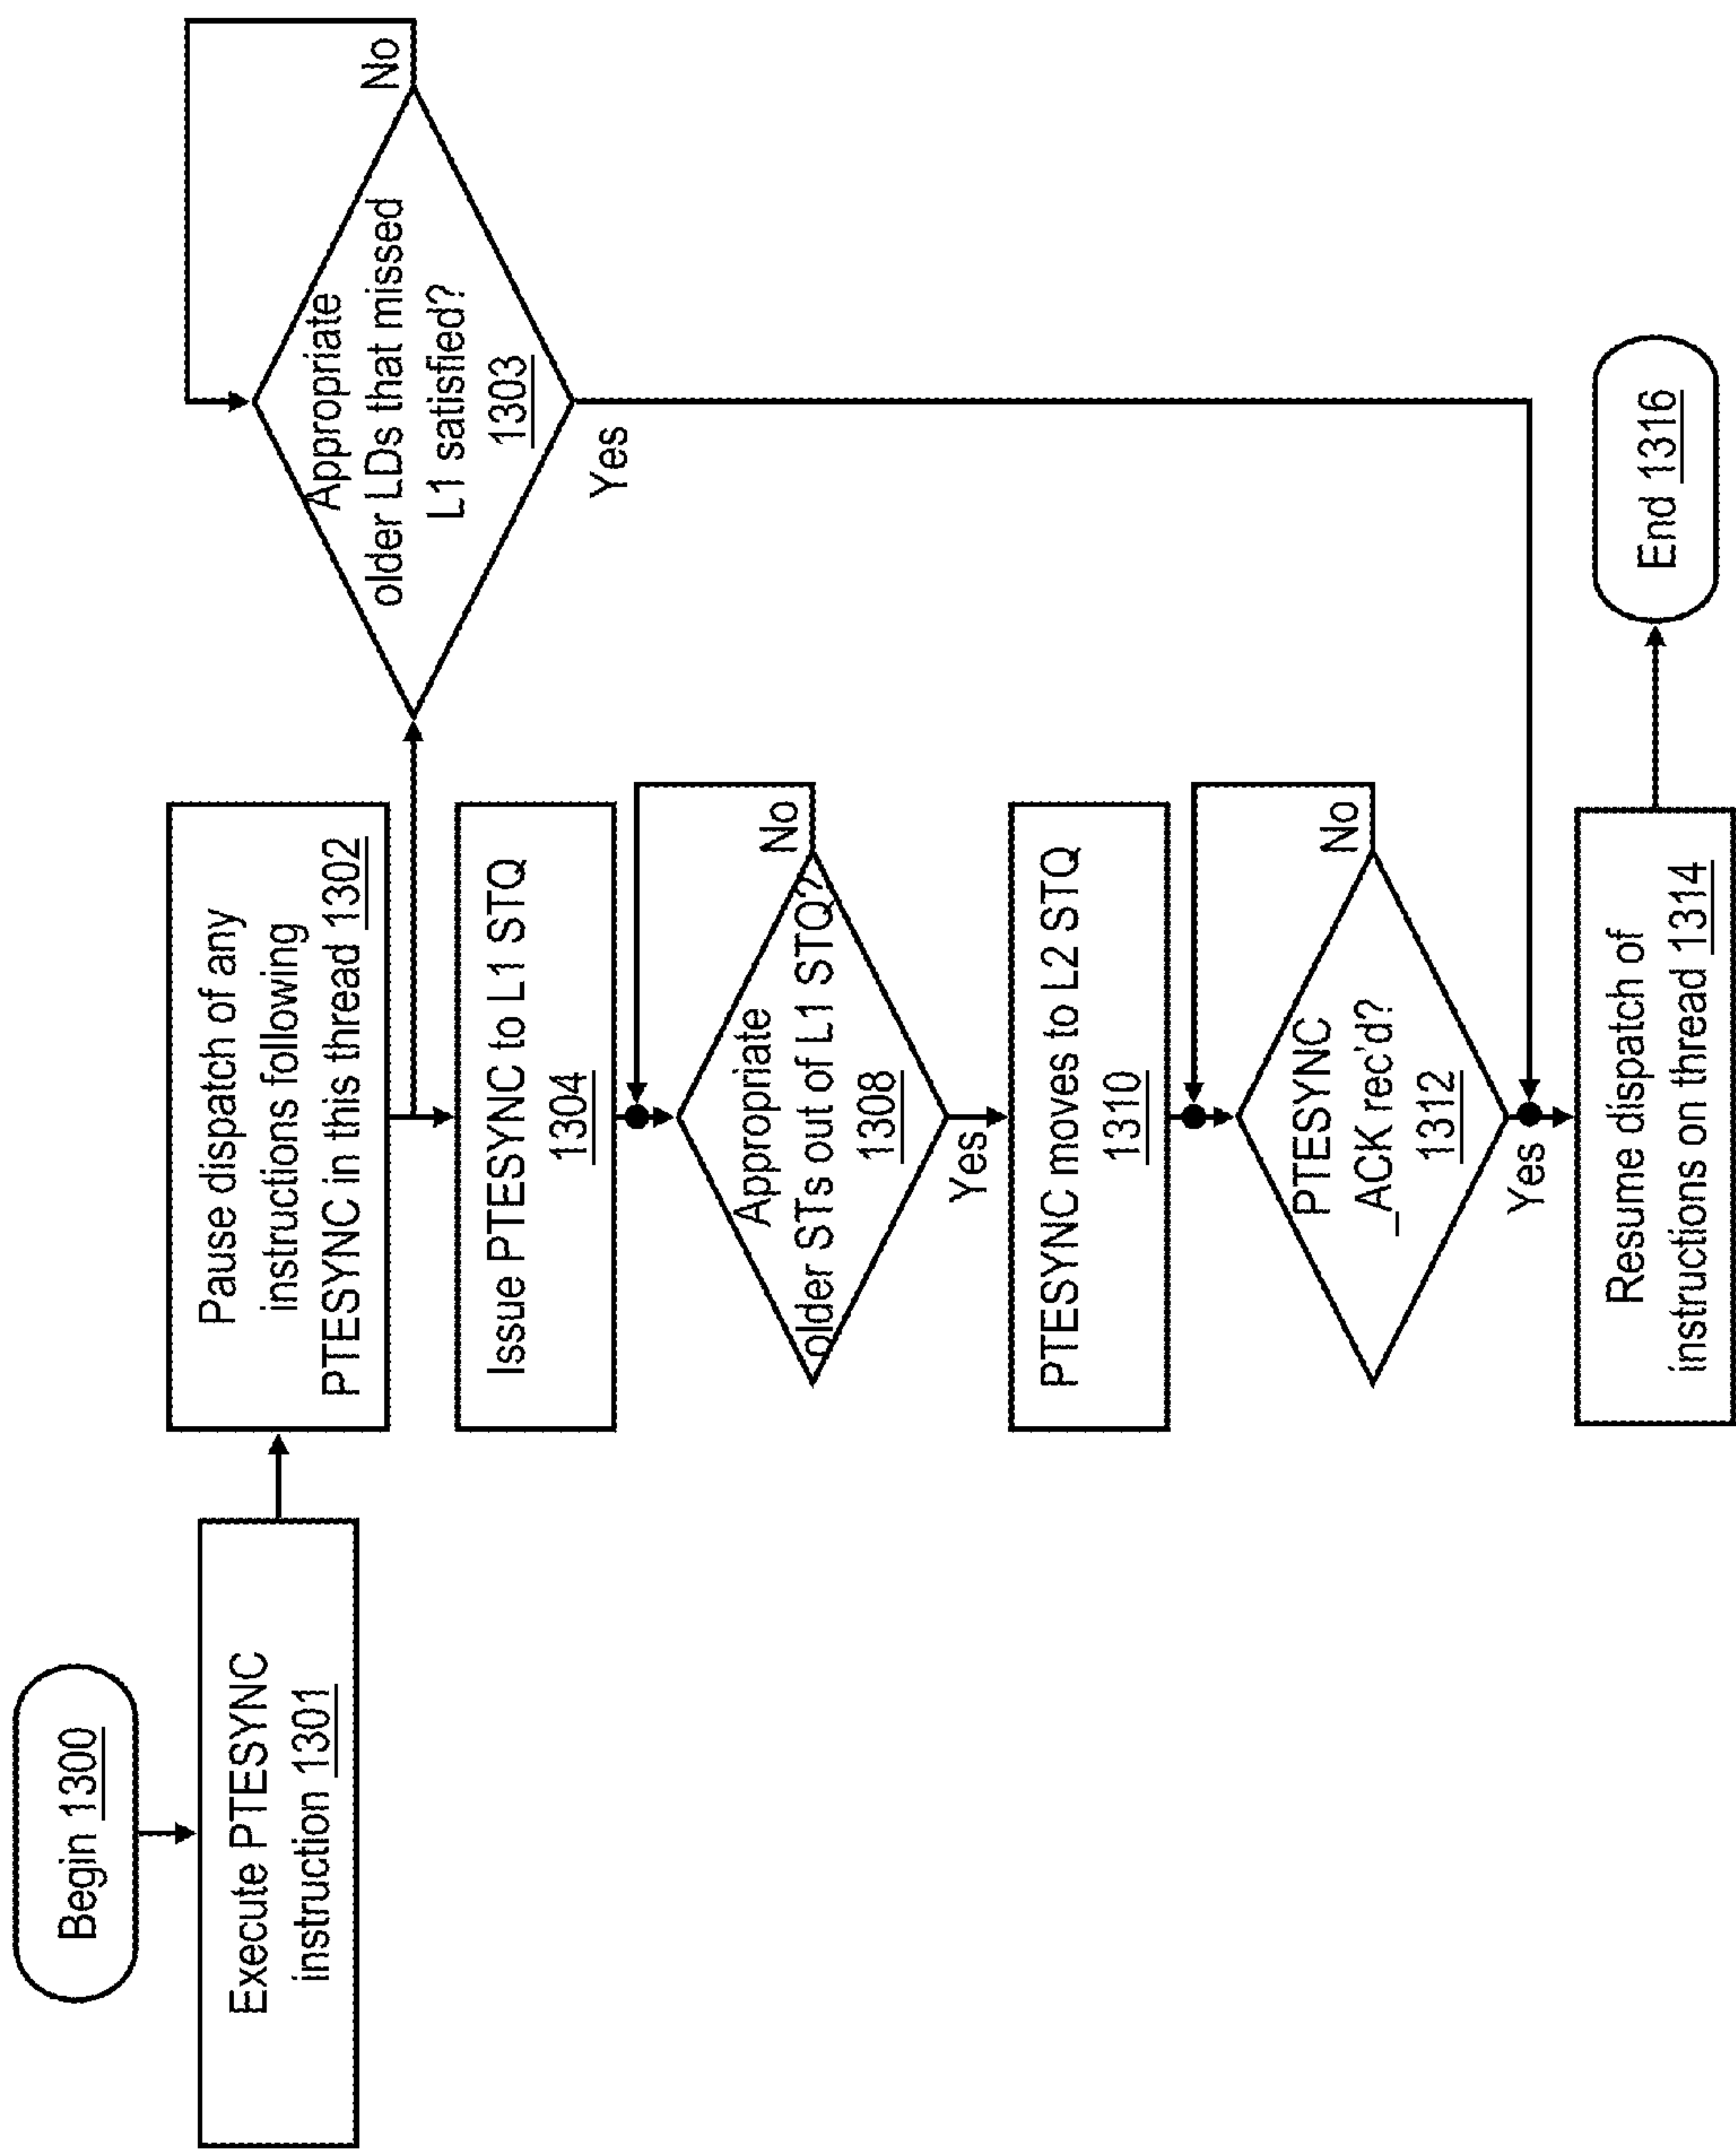 Begin 1300
Execute PTESYNC
instruction 1301
Pause dispatch of any
instructions following
PTESYNC in this thread 1302
Appropriate
older LDs that missed
L1 satisfied?
1303
No
Yes
Issue PTESYNC to L1 STQ
1304
Appropriate
older STs out of L1 STQ?
1308
No
Yes
PTESYNC moves to L2 STQ
1310
PTESYNC
_ACK rec'd?
1312
No
Yes
Resume dispatch of
instructions on thread 1314
End 1316